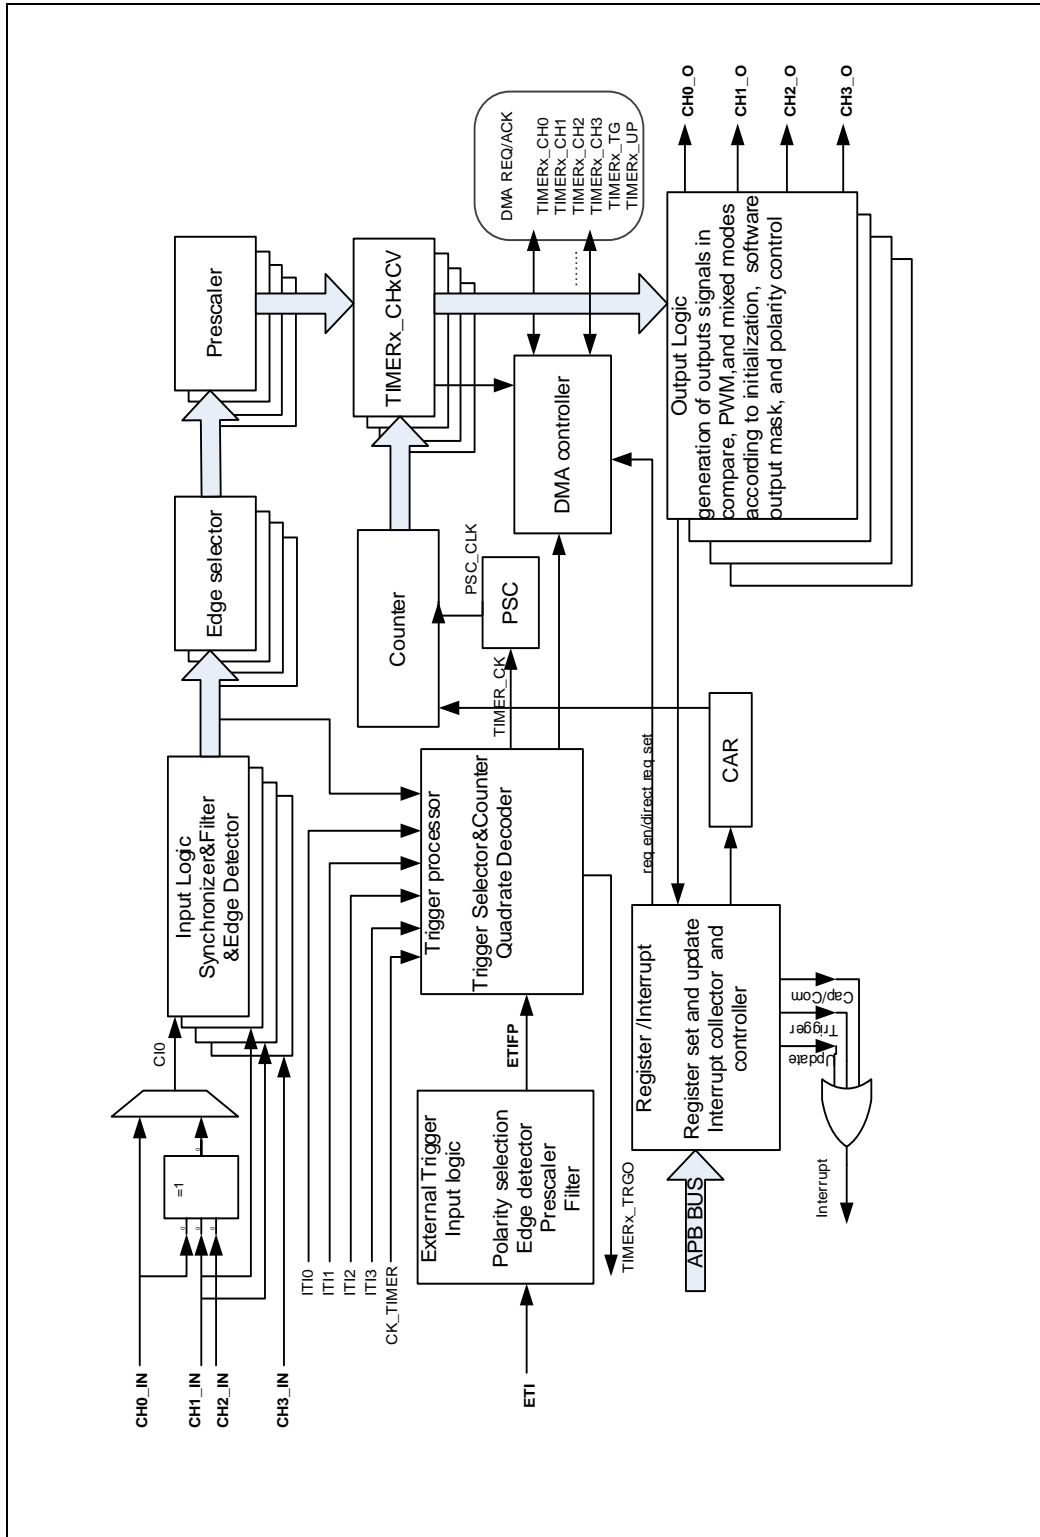 CH0_IN
CH1_IN
CH2_IN
CH3_IN
=1
CI0
Input Logic
Synchronizer&Filter
&Edge Detector
Edge selector
Prescaler
ITI0
ITI1
ITI2
ITI3
CK_TIMER
Trigger processor
Trigger Selector&Counter
Quadrate Decoder
TIMER_CK
PSC
PSC_CLK
Counter
TIMERx_CHxCV
ETI
External Trigger
Input logic
Polarity selection
Edge detector
Prescaler
Filter
ETIFP
TIMERx_TRGO
DMA controller
DMA REQ/ACK
TIMERx_CH0
TIMERx_CH1
TIMERx_CH2
TIMERx_CH3
TIMERx_TG
TIMERx_UP
........
req en/direct req set
APB BUS
Register /Interrupt
Register set and update
Interrupt collector and
controller
CAR
Update
Trigger
Cap/Com
Interrupt
Output Logic
generation of outputs signals in
compare, PWM,and mixed modes
according to initialization, software
output mask, and polarity control
CH0_O
CH1_O
CH2_O
CH3_O